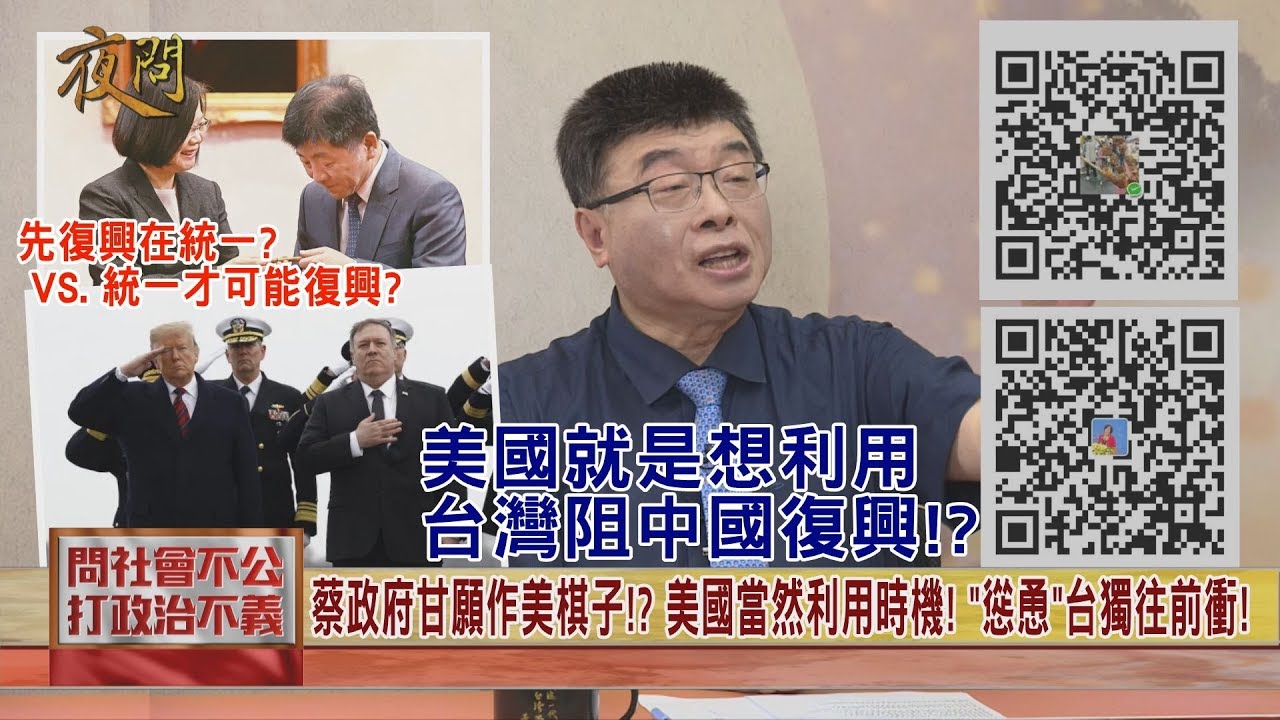 夜問
先復興在統一?
VS. 統一才可能復興?
美國就是想利用
台灣阻中國復興!?
問社會不公
打政治不義
蔡政府甘願作美棋子!? 美國當然利用時機! "慫恿"台獨往前衝!